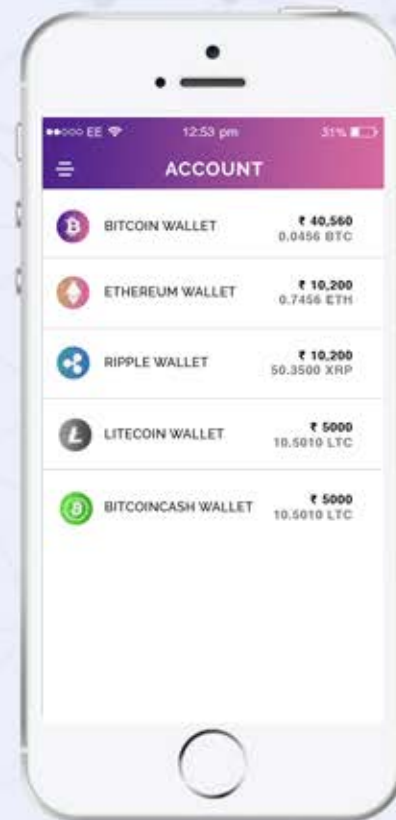 EE 12:53 pm 31%
ACCOUNT
BITCOIN WALLET ₹ 40,560
0.0456 BTC
ETHEREUM WALLET ₹ 10,200
0.7456 ETH
RIPPLE WALLET ₹ 10,200
50.3500 XRP
LITECOIN WALLET ₹ 5000
10.5010 LTC
BITCOINCASH WALLET ₹ 5000
10.5010 LTC